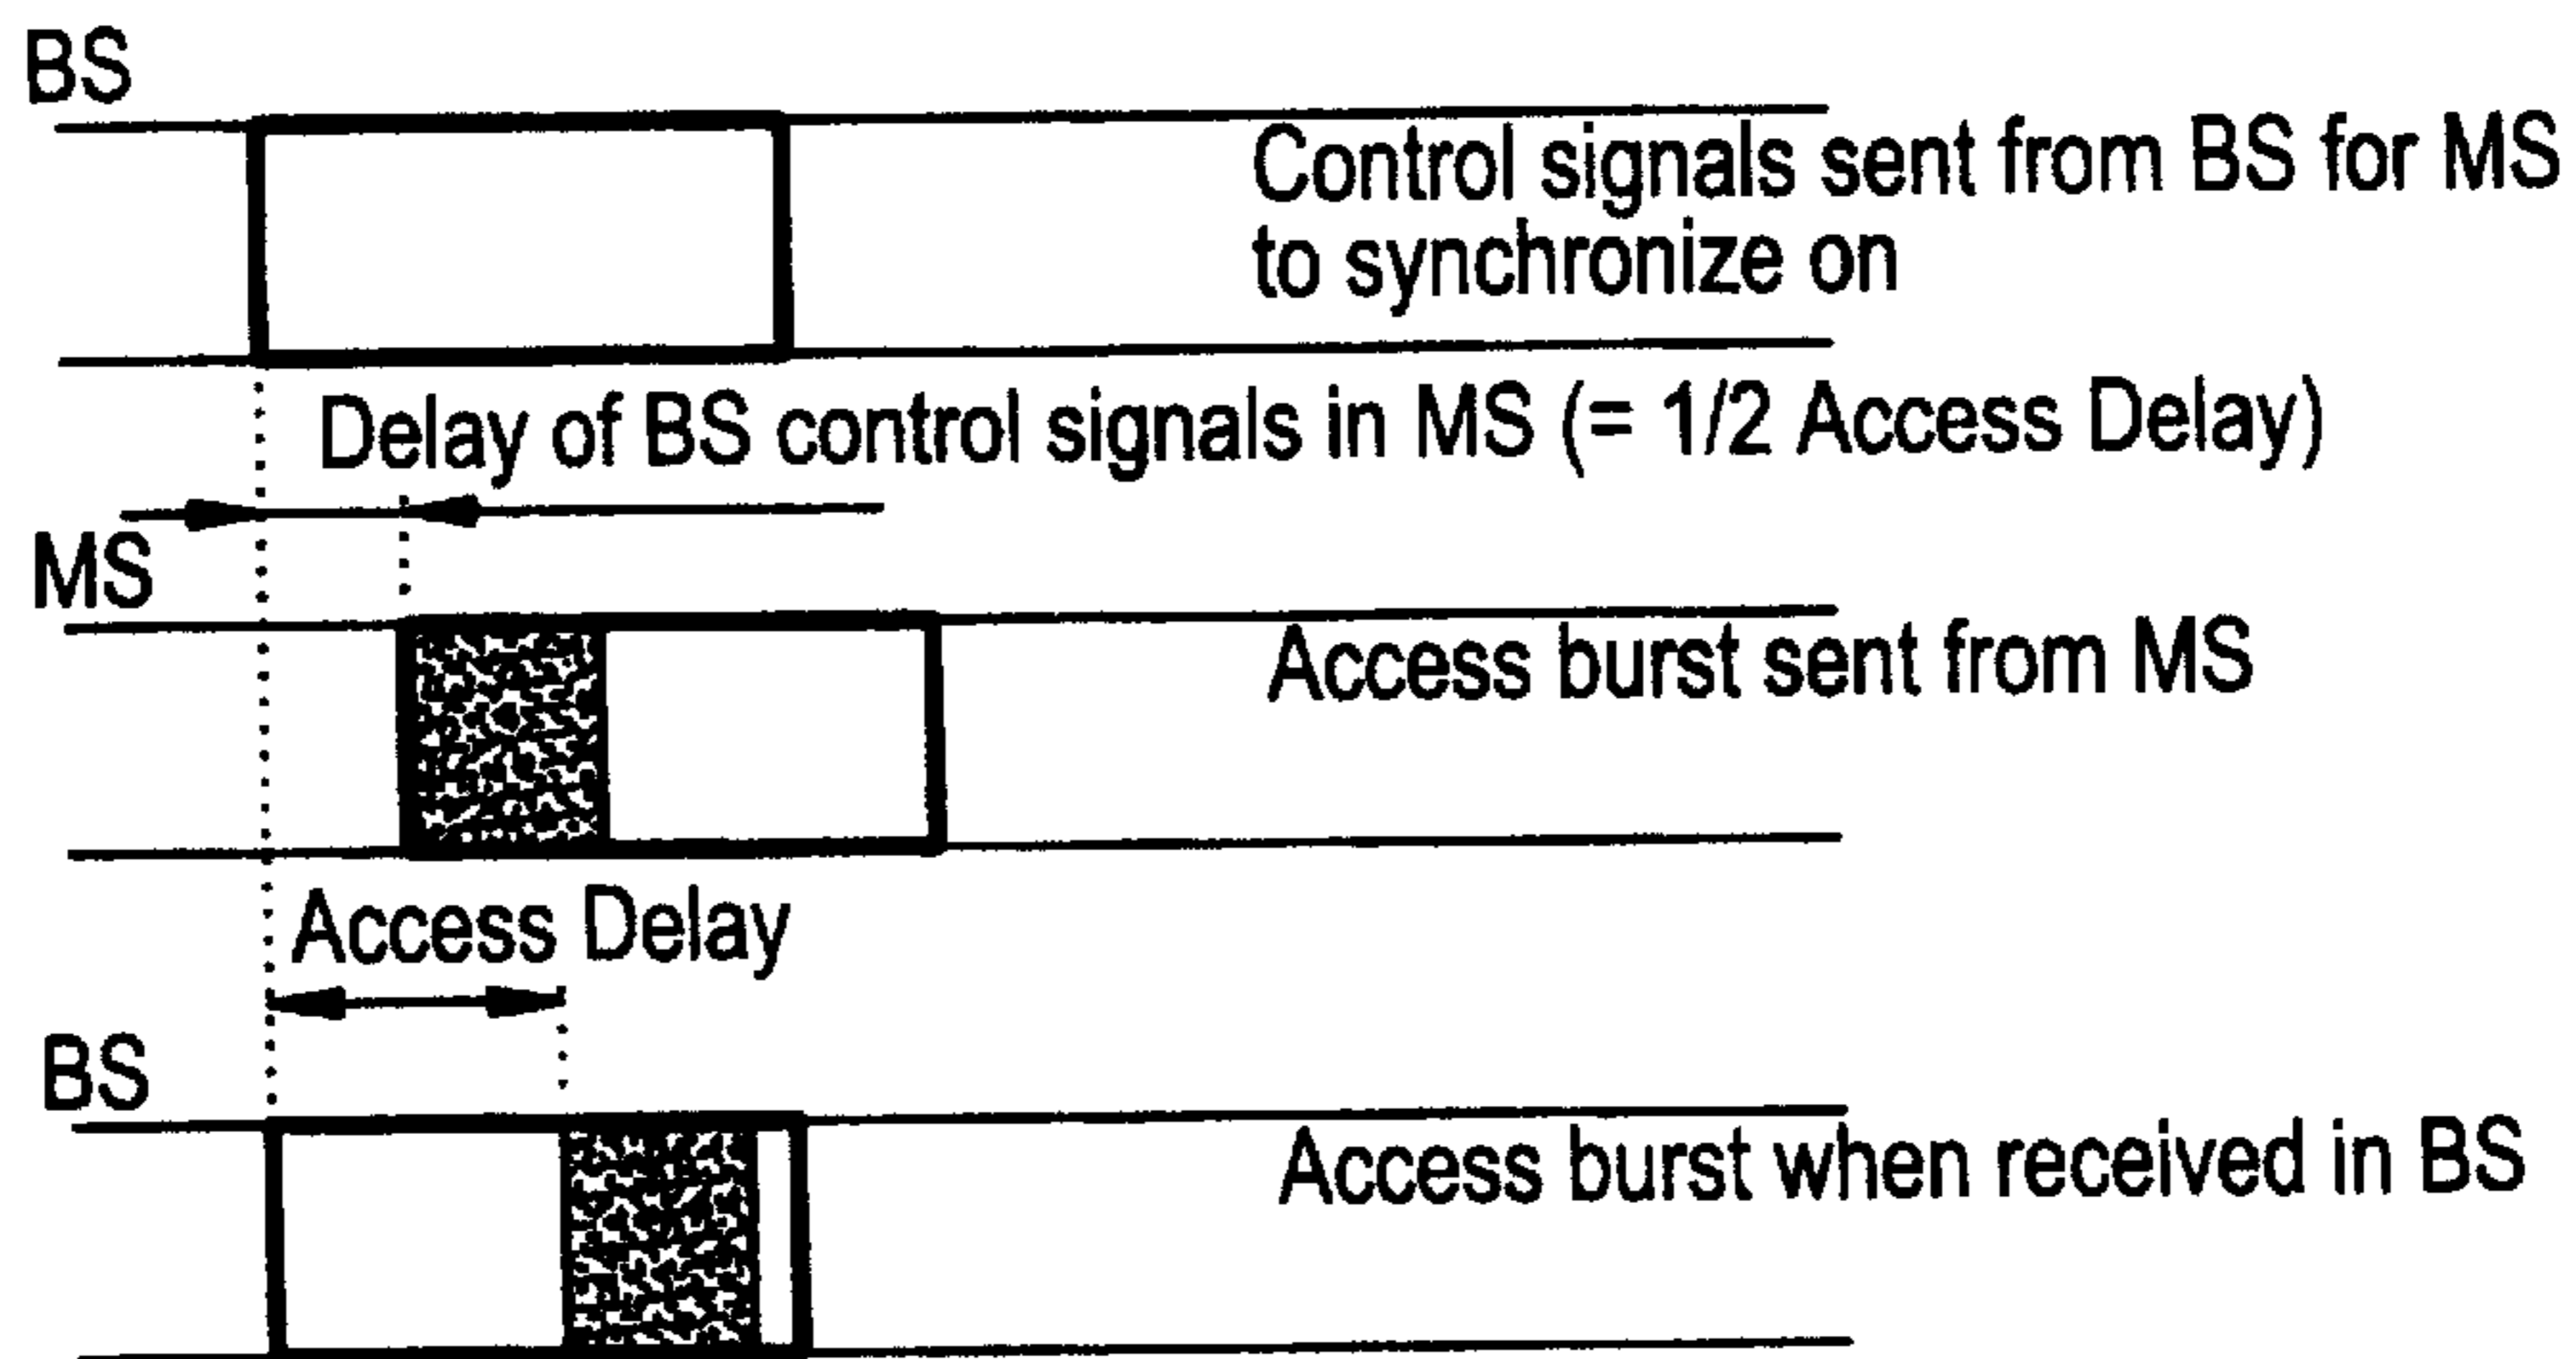 BS
Control signals sent from BS for MS
to synchronize on
Delay of BS control signals in MS (= 1/2 Access Delay)
MS
Access burst sent from MS
Access Delay
BS
Access burst when received in BS